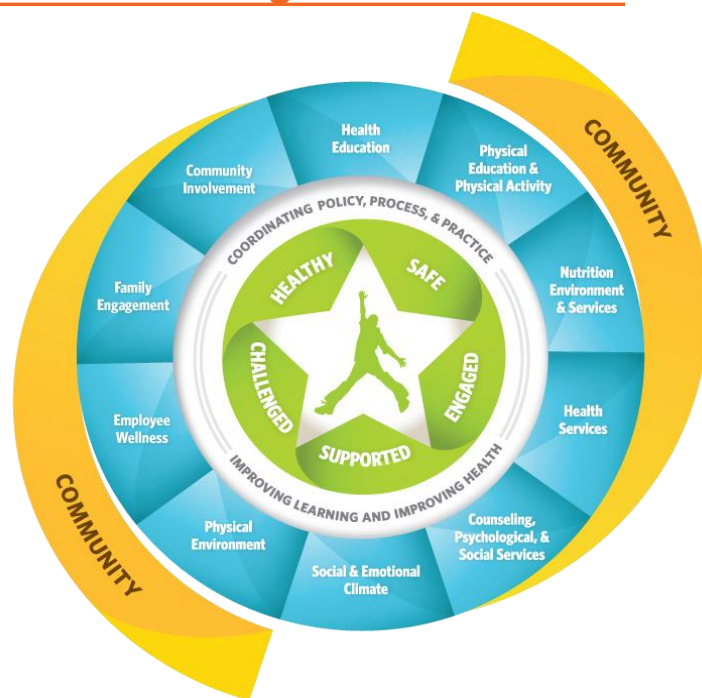 Health
Education
Physical
Education &
Physical Activity
Nutrition
Environment
& Services
Health
Services
Counseling,
Psychological, &
Social Services
Social & Emotional
Climate
Physical
Environment
Employee
Wellness
Family
Engagement
Community
Involvement
COMMUNITY
COMMUNITY
COORDINATING POLICY, PROCESS, & PRACTICE
IMPROVING LEARNING AND IMPROVING HEALTH
HEALTHY
SAFE
ENGAGED
SUPPORTED
CHALLENGED